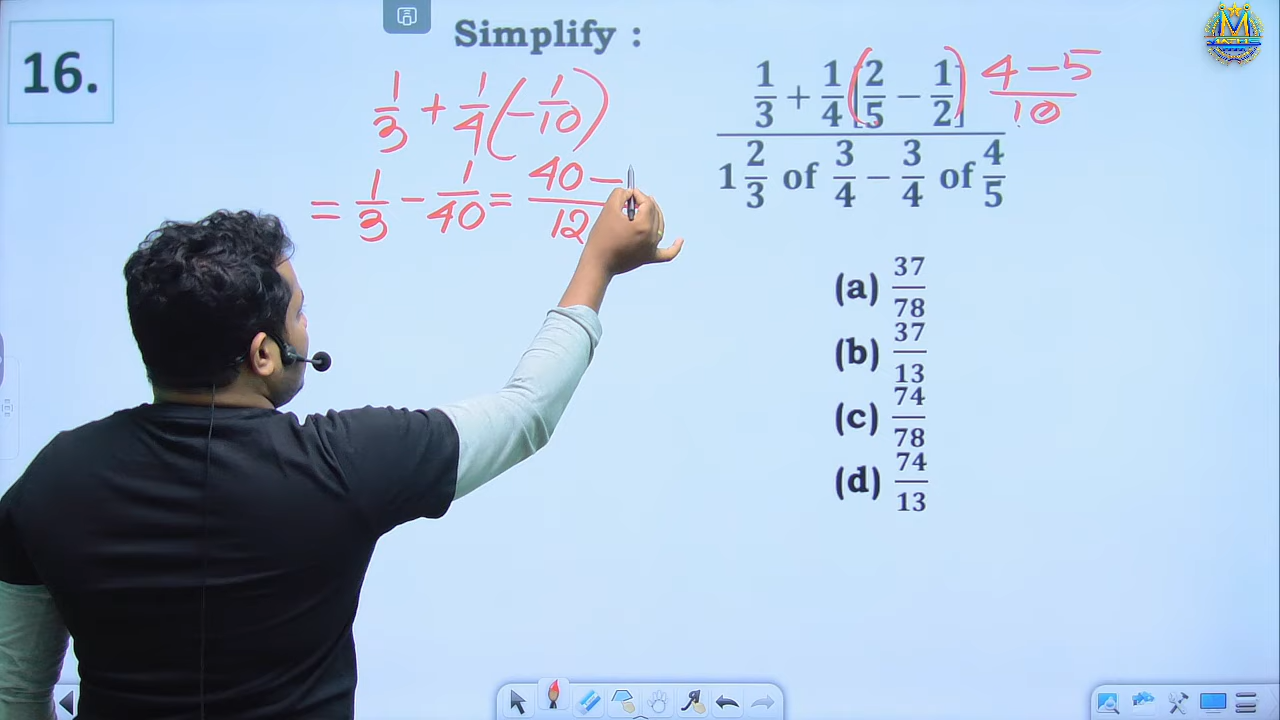 16.
Simplify :
1/3 + 1/4 [2/5 − 1/2]
1 2/3 of 3/4 − 3/4 of 4/5
4 − 5
10
1/3 + 1/4 (−1/10)
= 1/3 − 1/40 = 40 −
12
(a) 37/78
(b) 37/13
(c) 74/78
(d) 74/13
M